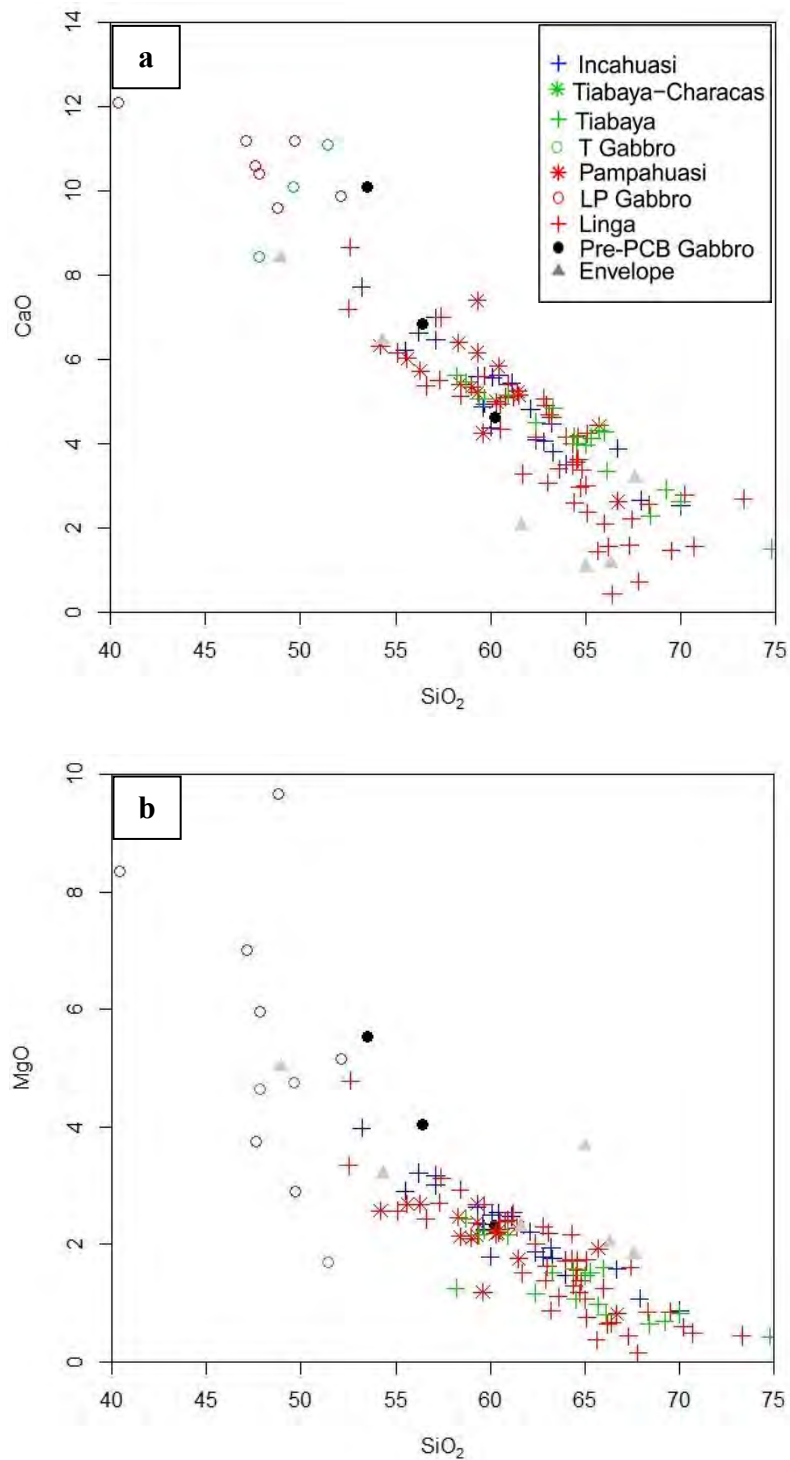 a
14
12
10
8
6
4
2
0
CaO
40 45 50 55 60 65 70 75
SiO₂
Incahuasi
Tiabaya-Characas
Tiabaya
T Gabbro
Pampahuasi
LP Gabbro
Linga
Pre-PCB Gabbro
Envelope
b
10
8
6
4
2
0
MgO
40 45 50 55 60 65 70 75
SiO₂